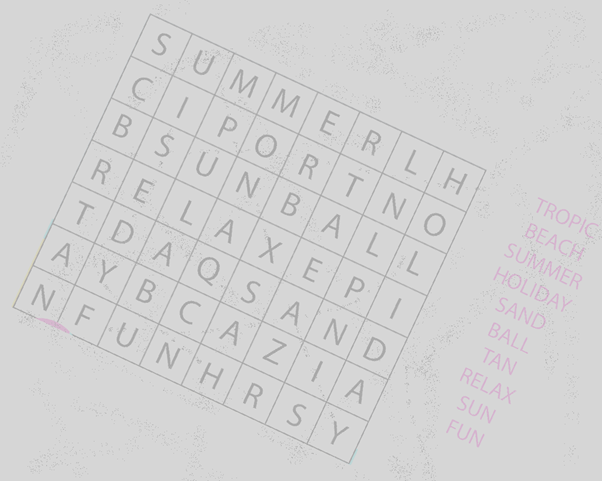 S U M M E R L H
C I P O R T N O
B S U N B A L L
R E L A X E P I
T D A Q S A N D
A Y B C A Z I A
N F U N H R S Y
TROPIC
BEACH
SUMMER
HOLIDAY
SAND
BALL
TAN
RELAX
SUN
FUN